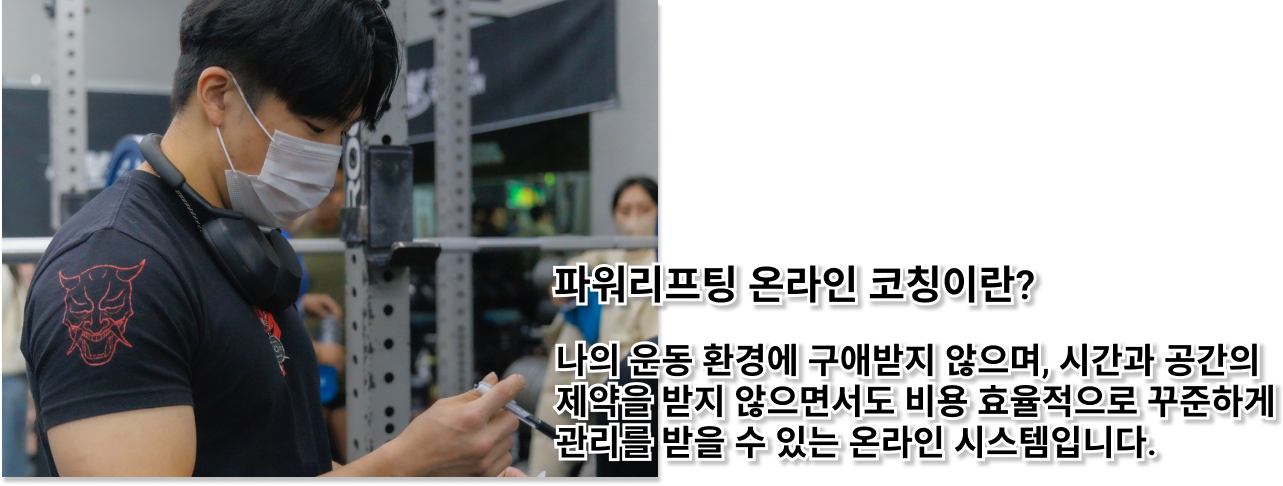 RO
파워리프팅 온라인 코칭이란?
나의 운동 환경에 구애받지 않으며, 시간과 공간의
제약을 받지 않으면서도 비용 효율적으로 꾸준하게
관리를 받을 수 있는 온라인 시스템입니다.